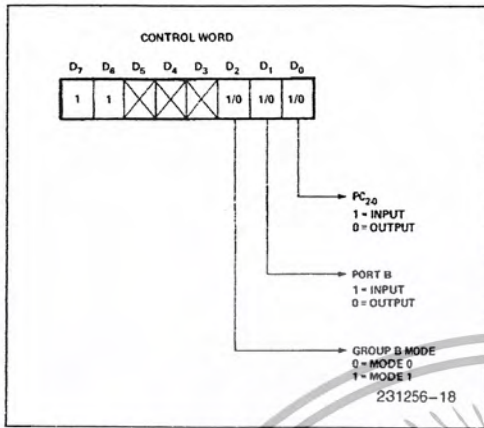 CONTROL WORD
D7 D6 D5 D4 D3 D2 D1 D0
1 1 1/0 1/0 1/0
PC2-0
1 = INPUT
0 = OUTPUT
PORT B
1 = INPUT
0 = OUTPUT
GROUP B MODE
0 = MODE 0
1 = MODE 1
231256-18